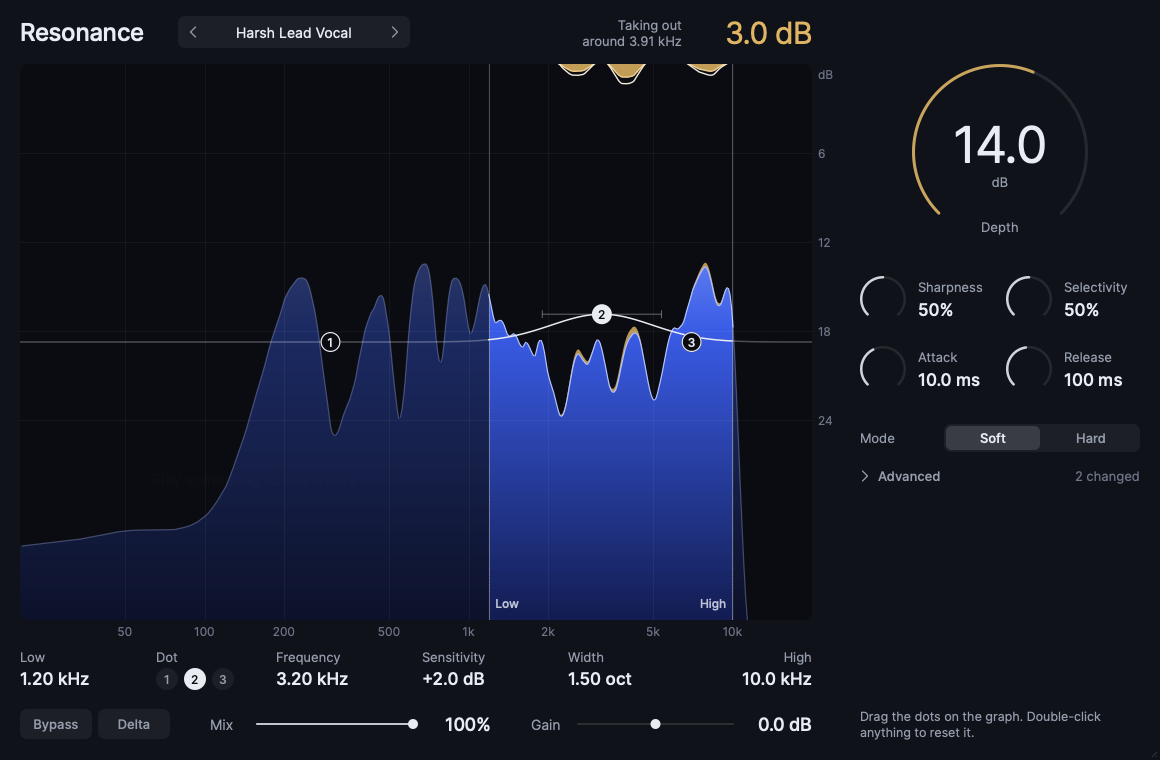 Resonance
Harsh Lead Vocal
Taking out
around 3.91 kHz
3.0 dB
dB
6
12
18
24
1
2
3
Low
High
50
100
200
500
1k
2k
5k
10k
14.0
dB
Depth
Sharpness
50%
Selectivity
50%
Attack
10.0 ms
Release
100 ms
Mode
Soft
Hard
Advanced
2 changed
Low
1.20 kHz
Dot
1 2 3
Frequency
3.20 kHz
Sensitivity
+2.0 dB
Width
1.50 oct
High
10.0 kHz
Bypass
Delta
Mix
100%
Gain
0.0 dB
Drag the dots on the graph. Double-click
anything to reset it.